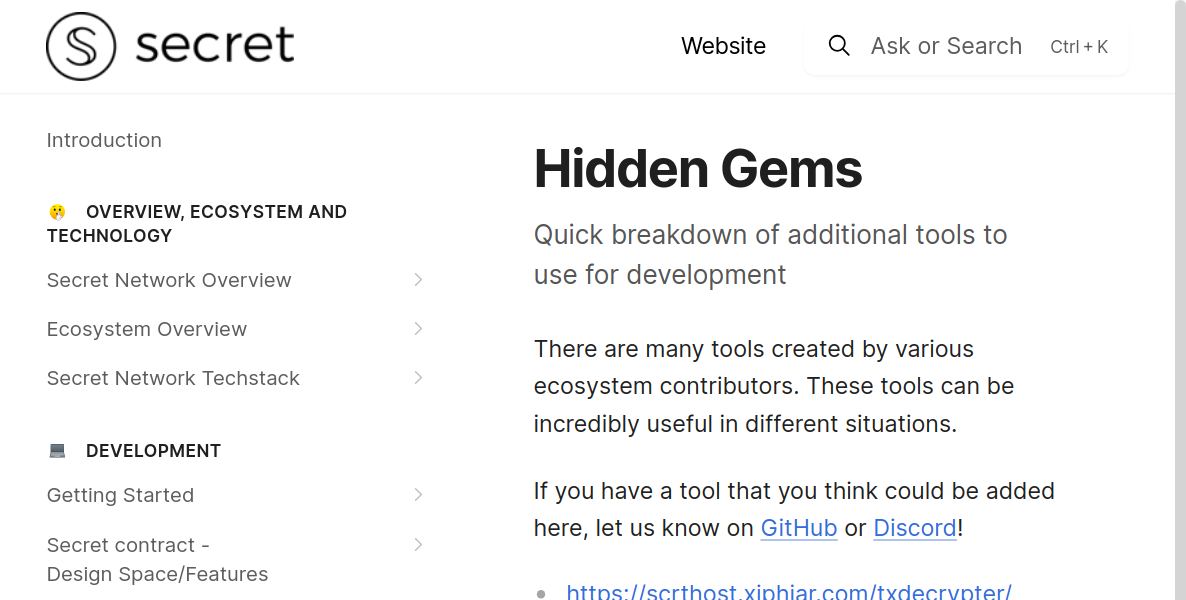 secret
Website
Ask or Search Ctrl + K
Introduction
OVERVIEW, ECOSYSTEM AND
TECHNOLOGY
Secret Network Overview
Ecosystem Overview
Secret Network Techstack
DEVELOPMENT
Getting Started
Secret contract -
Design Space/Features
Hidden Gems
Quick breakdown of additional tools to
use for development
There are many tools created by various
ecosystem contributors. These tools can be
incredibly useful in different situations.
If you have a tool that you think could be added
here, let us know on GitHub or Discord!
https://scrthost.xiphiar.com/txdecrypter/